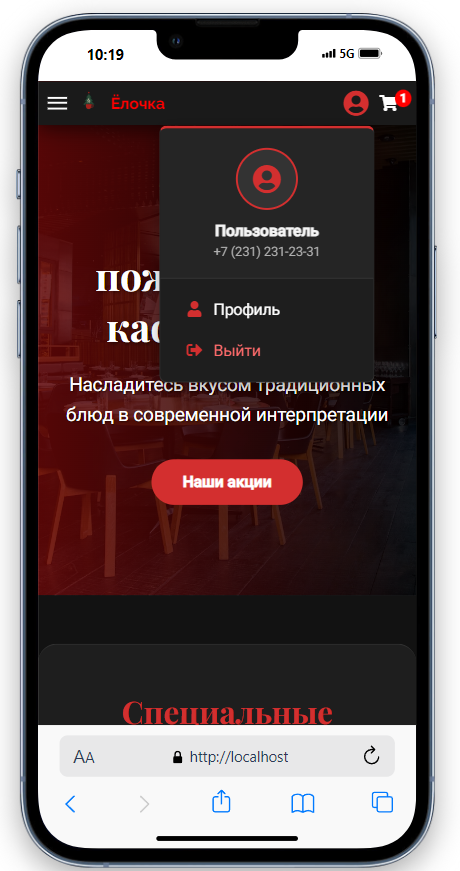 10:19
5G
Ёлочка
1
Пользователь
+7 (231) 231-23-31
Профиль
Выйти
Насладитесь вкусом традиционных
блюд в современной интерпретации
Наши акции
Специальные
AA
http://localhost